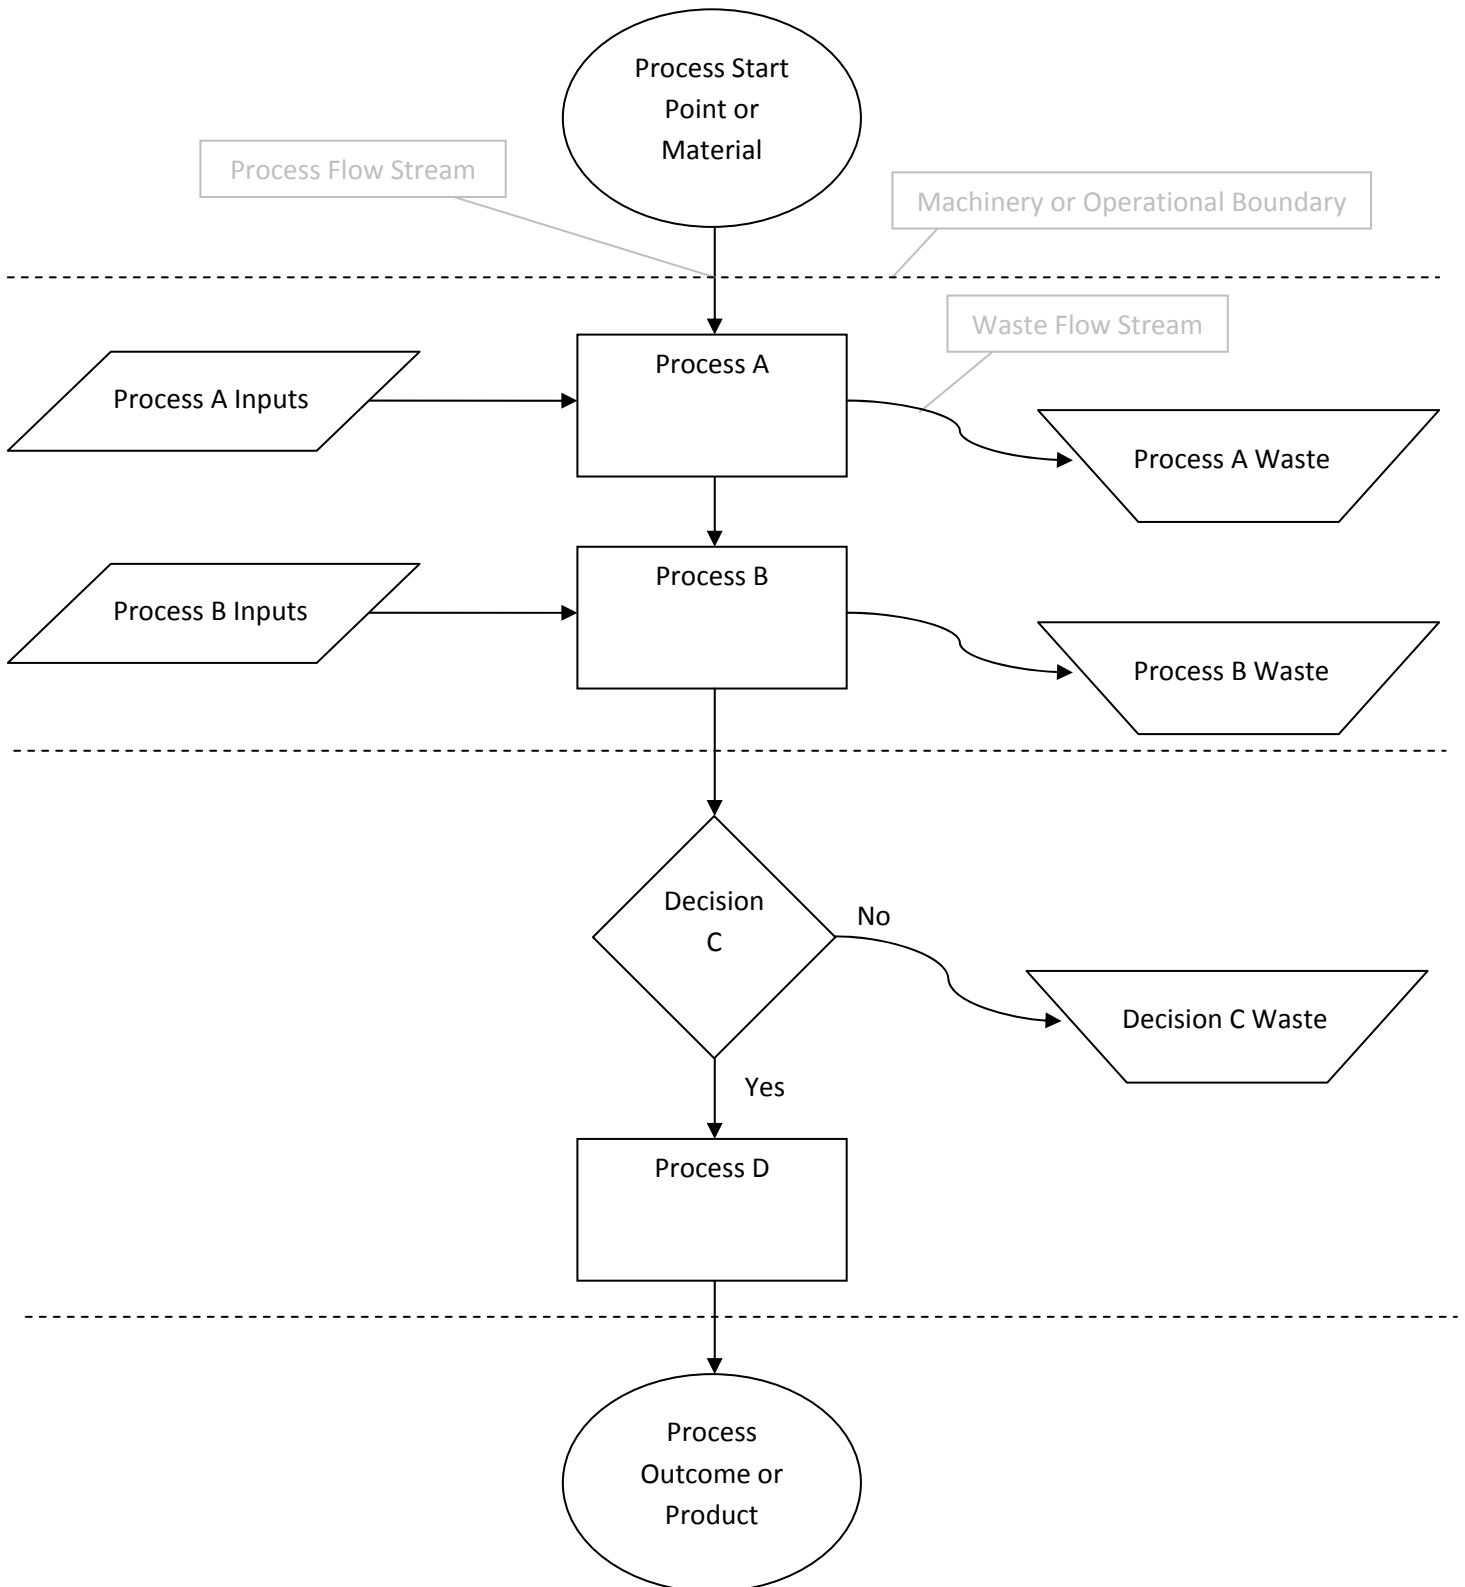 Process Start
Point or
Material
Process Flow Stream
Machinery or Operational Boundary
Waste Flow Stream
Process A
Process A Inputs
Process A Waste
Process B
Process B Inputs
Process B Waste
Decision
C
No
Decision C Waste
Yes
Process D
Process
Outcome or
Product